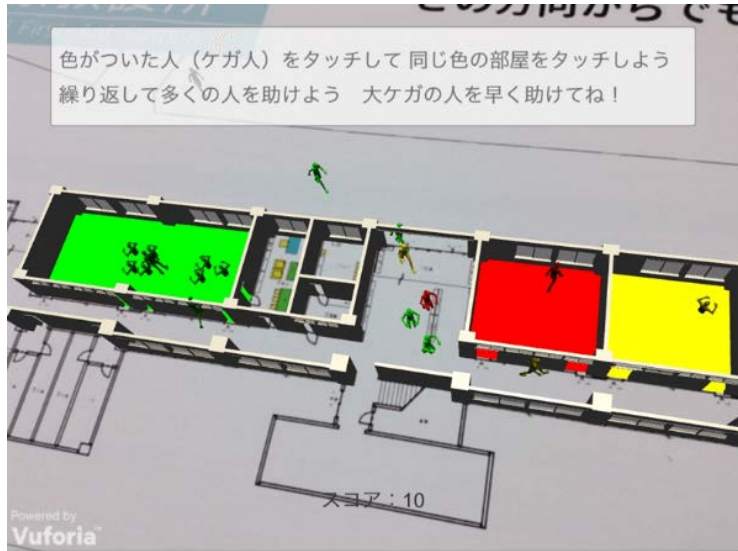 この方向からでも
色がついた人（ケガ人）をタッチして 同じ色の部屋をタッチしよう
繰り返して多くの人を助けよう　大ケガの人を早く助けてね！
スコア：10
Powered by
Vuforia™